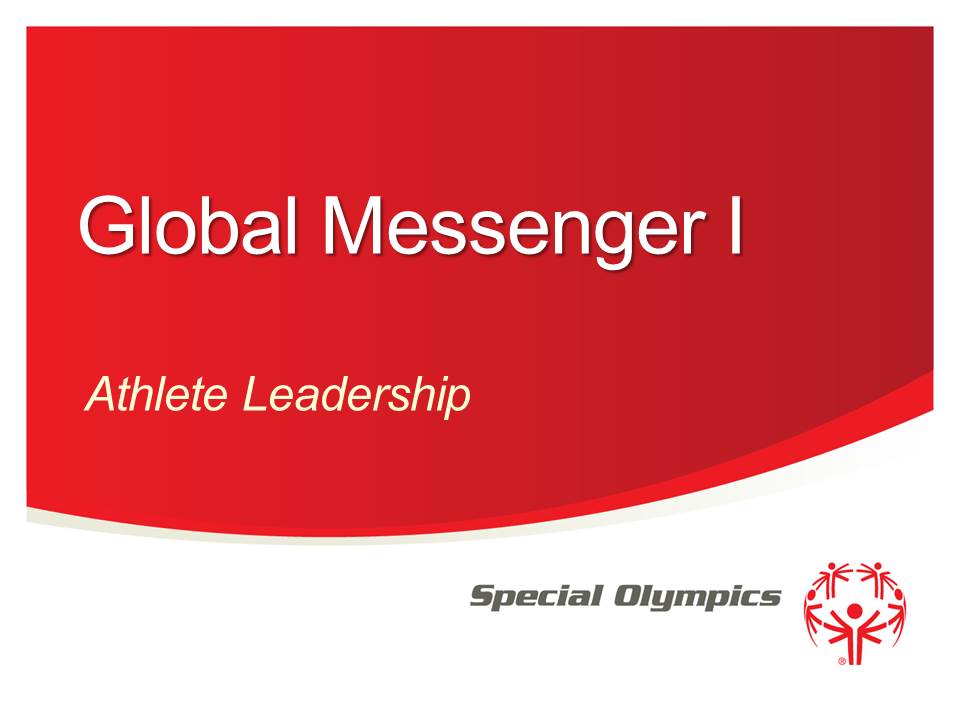 Global Messenger I
Athlete Leadership
Special Olympics
®